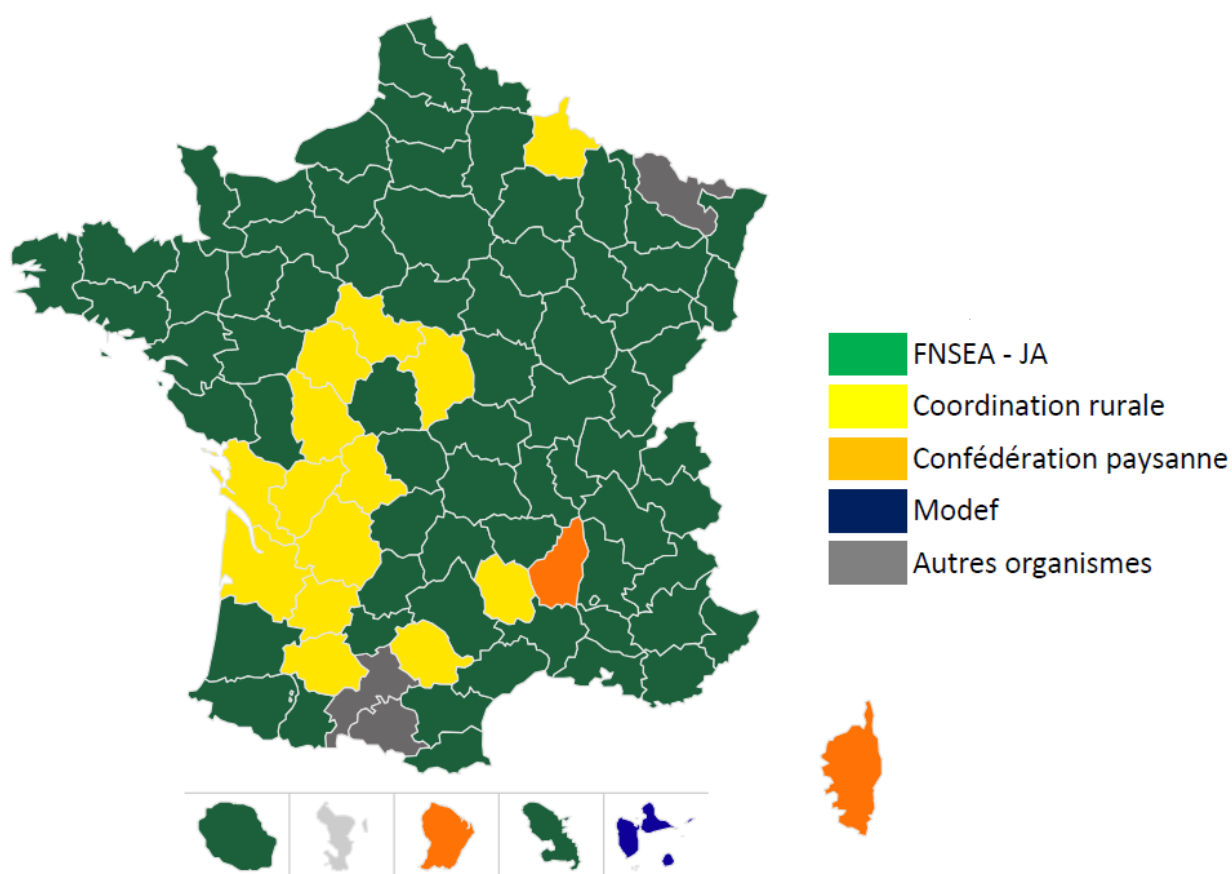 FNSEA - JA
Coordination rurale
Confédération paysanne
Modef
Autres organismes